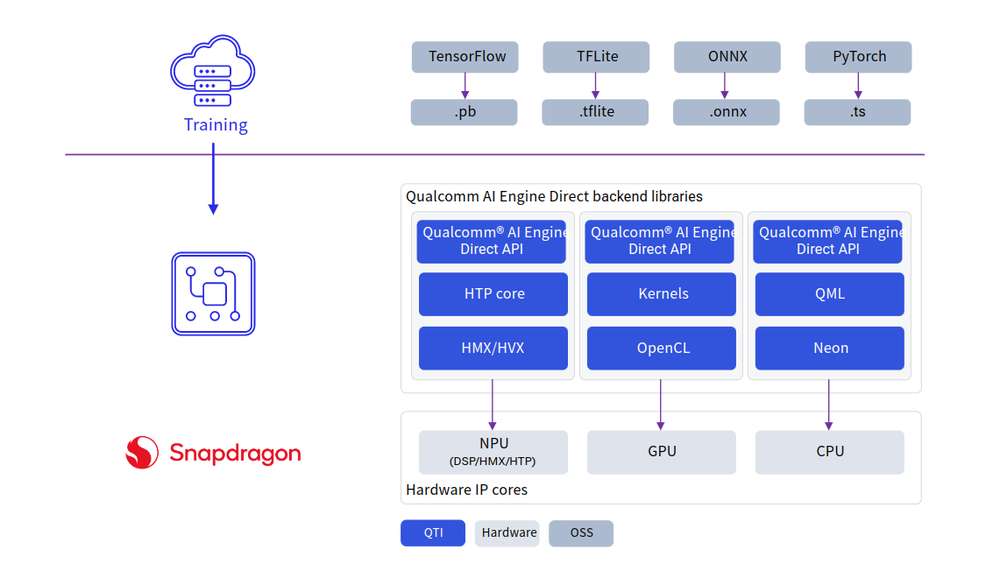 TensorFlow
TFLite
ONNX
PyTorch
.pb
.tflite
.onnx
.ts
Training
Qualcomm AI Engine Direct backend libraries
Qualcomm® AI Engine
Direct API
Qualcomm® AI Engine
Direct API
Qualcomm® AI Engine
Direct API
HTP core
Kernels
QML
HMX/HVX
OpenCL
Neon
Snapdragon
NPU
(DSP/HMX/HTP)
GPU
CPU
Hardware IP cores
QTI
Hardware
OSS